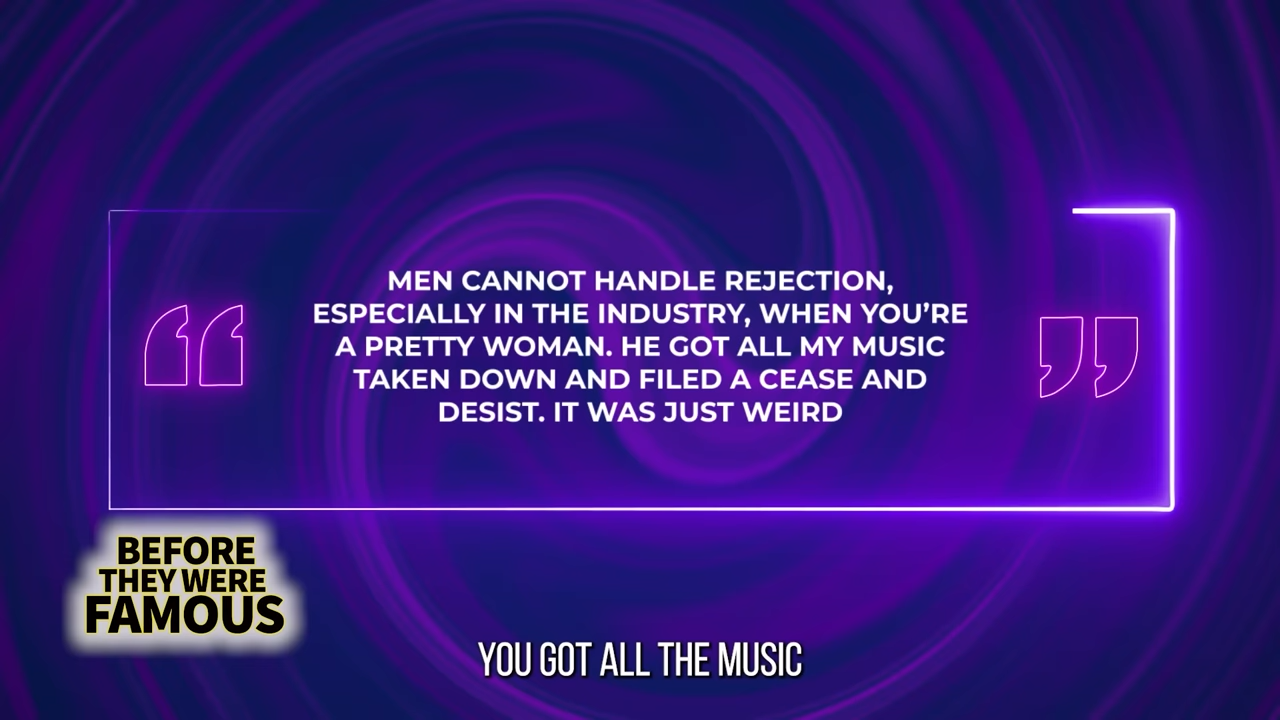 MEN CANNOT HANDLE REJECTION,
ESPECIALLY IN THE INDUSTRY, WHEN YOU’RE
A PRETTY WOMAN. HE GOT ALL MY MUSIC
TAKEN DOWN AND FILED A CEASE AND
DESIST. IT WAS JUST WEIRD
BEFORE
THEY WERE
FAMOUS
YOU GOT ALL THE MUSIC